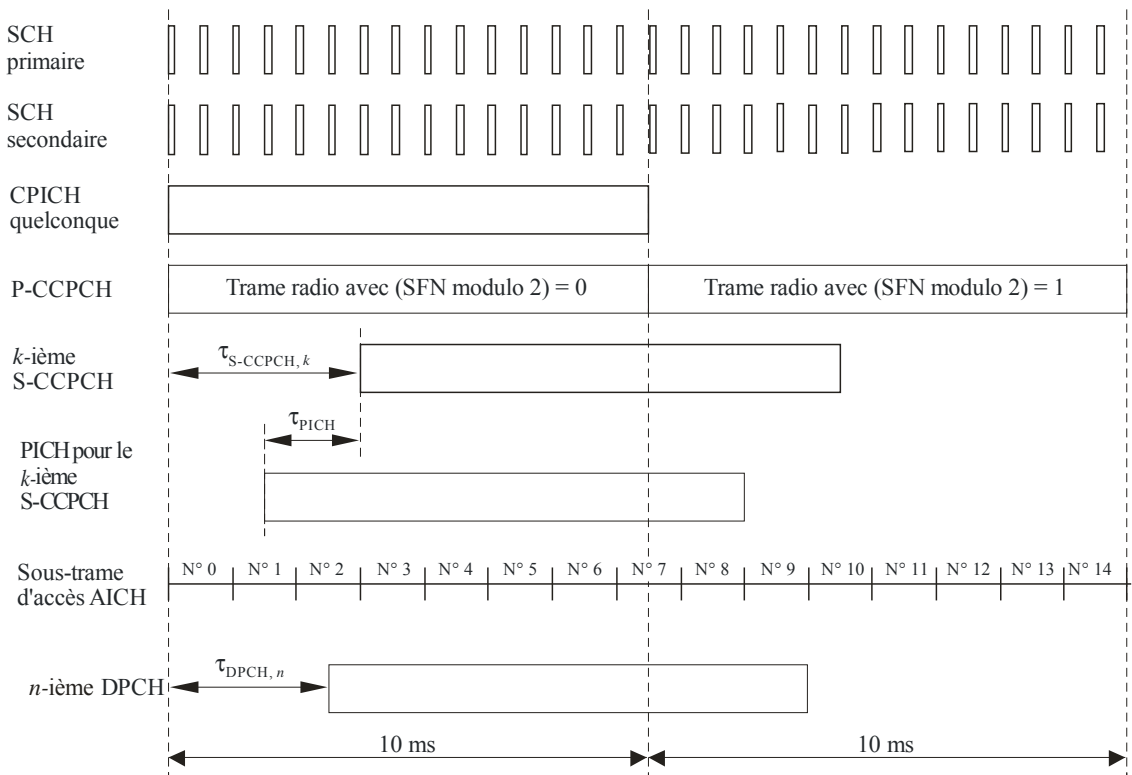 SCH
primaire
SCH
secondaire
CPICH
quelconque
P-CCPCH
Trame radio avec (SFN modulo 2) = 0
Trame radio avec (SFN modulo 2) = 1
k-ième
S-CCPCH
τS-CCPCH, k
τPICH
PICH pour le
k-ième
S-CCPCH
Sous-trame
d'accès AICH
N° 0 N° 1 N° 2 N° 3 N° 4 N° 5 N° 6 N° 7 N° 8 N° 9 N° 10 N° 11 N° 12 N° 13 N° 14
τDPCH, n
n-ième DPCH
10 ms
10 ms